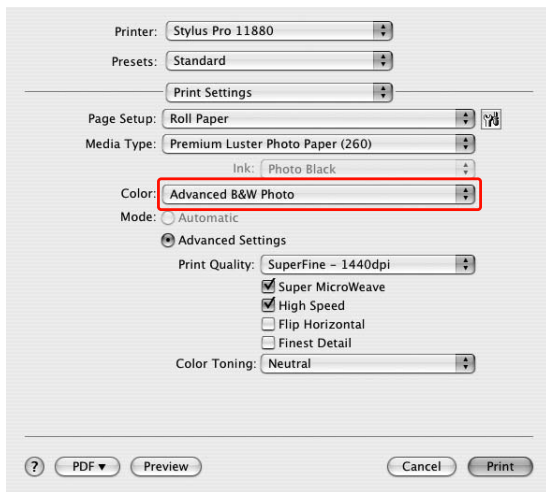 Printer: Stylus Pro 11880
Presets: Standard
Print Settings
Page Setup: Roll Paper
Media Type: Premium Luster Photo Paper (260)
Ink: Photo Black
Color: Advanced B&W Photo
Mode: Automatic
Advanced Settings
Print Quality: SuperFine - 1440dpi
Super MicroWeave
High Speed
Flip Horizontal
Finest Detail
Color Toning: Neutral
? PDF Preview Cancel Print